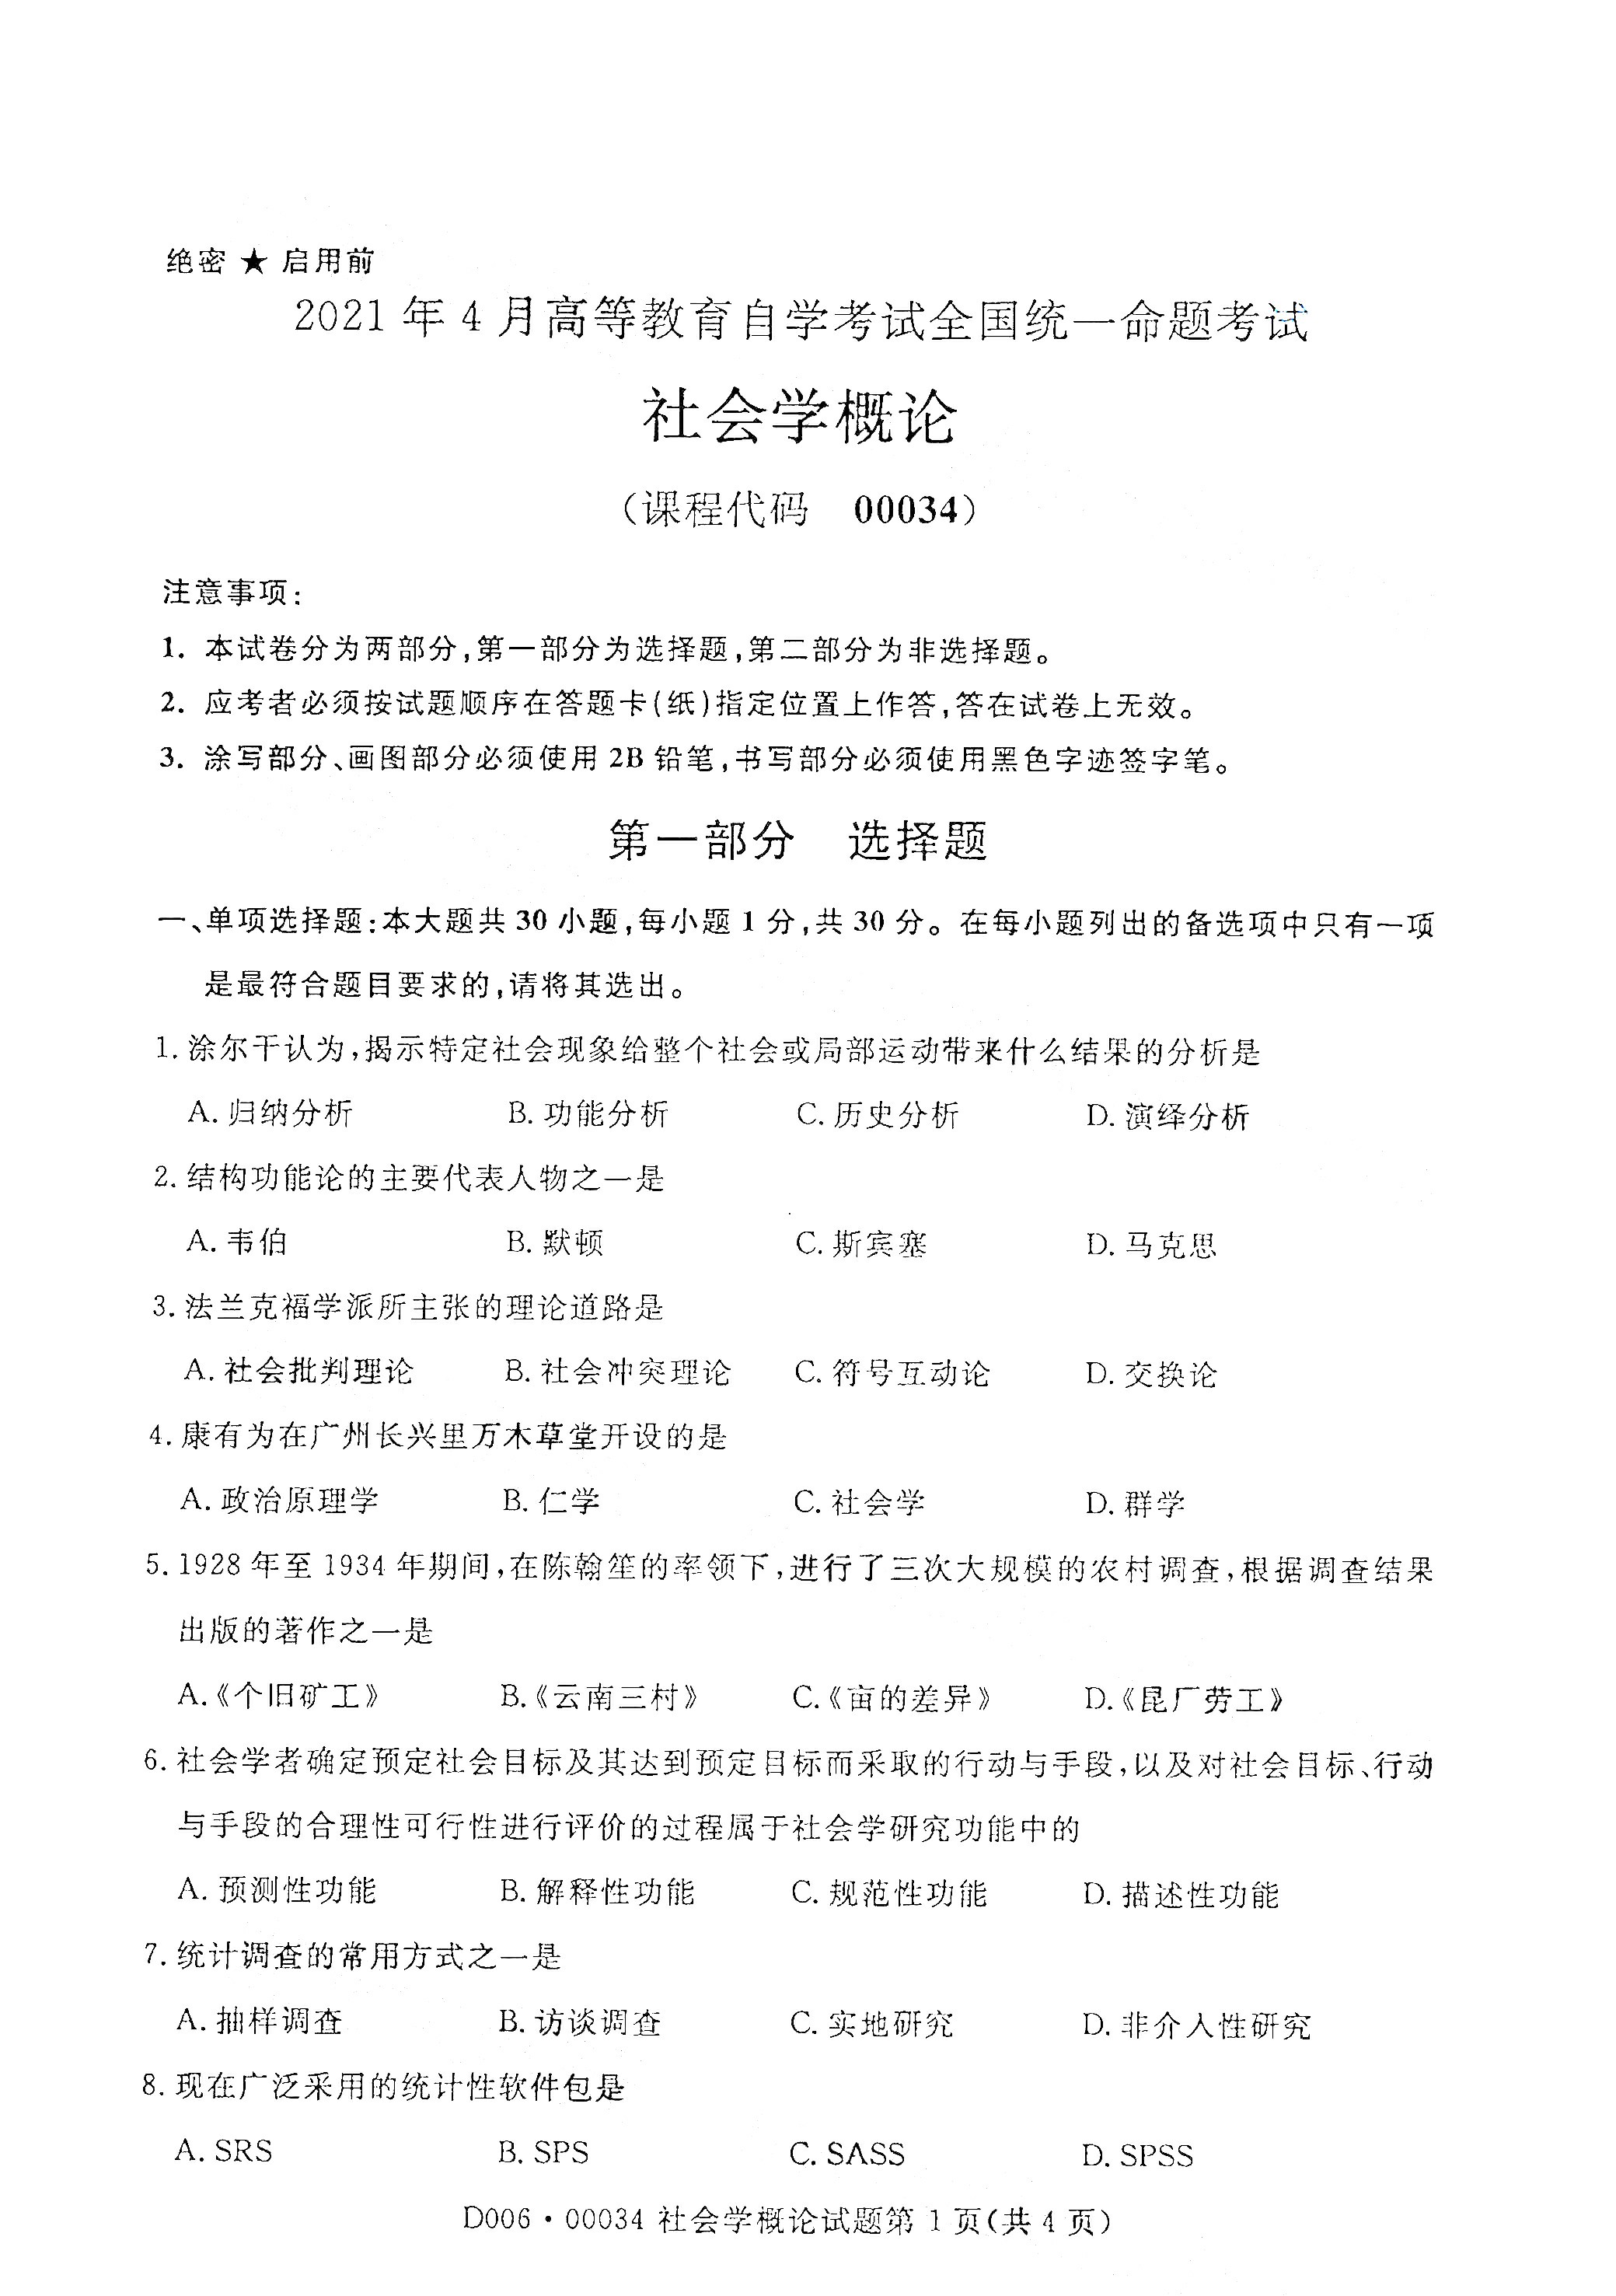 绝密 ★ 启用前
2021 年 4 月高等教育自学考试全国统一命题考试
社会学概论
(课程代码 00034)
注意事项:
1. 本试卷分为两部分,第一部分为选择题,第二部分为非选择题。
2. 应考者必须按试题顺序在答题卡(纸)指定位置上作答,答在试卷上无效。
3. 涂写部分、画图部分必须使用 2B 铅笔,书写部分必须使用黑色字迹签字笔。
第一部分 选择题
一、单项选择题:本大题共 30 小题,每小题 1 分,共 30 分。在每小题列出的备选项中只有一项
是最符合题目要求的,请将其选出。
1. 涂尔干认为,揭示特定社会现象给整个社会或局部运动带来什么结果的分析是
A. 归纳分析 B. 功能分析 C. 历史分析 D. 演绎分析
2. 结构功能论的主要代表人物之一是
A. 韦伯 B. 默顿 C. 斯宾塞 D. 马克思
3. 法兰克福学派所主张的理论道路是
A. 社会批判理论 B. 社会冲突理论 C. 符号互动论 D. 交换论
4. 康有为在广州长兴里万木草堂开设的是
A. 政治原理学 B. 仁学 C. 社会学 D. 群学
5. 1928 年至 1934 年期间,在陈翰笙的率领下,进行了三次大规模的农村调查,根据调查结果
出版的著作之一是
A.《个旧矿工》 B.《云南三村》 C.《亩的差异》 D.《昆厂劳工》
6. 社会学者确定预定社会目标及其达到预定目标而采取的行动与手段,以及对社会目标、行动
与手段的合理性可行性进行评价的过程属于社会学研究功能中的
A. 预测性功能 B. 解释性功能 C. 规范性功能 D. 描述性功能
7. 统计调查的常用方式之一是
A. 抽样调查 B. 访谈调查 C. 实地研究 D. 非介入性研究
8. 现在广泛采用的统计性软件包是
A. SRS B. SPS C. SASS D. SPSS
D006·00034 社会学概论试题第 1 页(共 4 页)